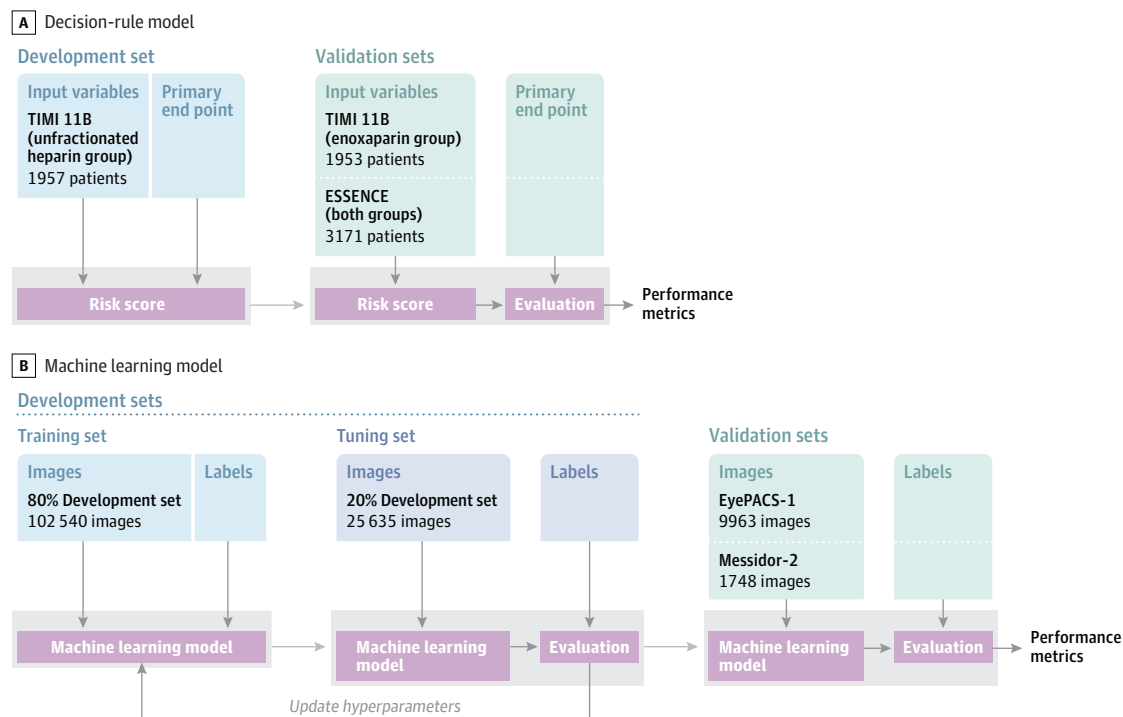 A Decision-rule model
Development set
Input variables
TIMI 11B
(unfractionated
heparin group)
1957 patients
Primary
end point
Validation sets
Input variables
TIMI 11B
(enoxaparin group)
1953 patients
ESSENCE
(both groups)
3171 patients
Primary
end point
Risk score
Risk score
Evaluation
Performance
metrics
B Machine learning model
Development sets
Training set
Images
80% Development set
102 540 images
Labels
Tuning set
Images
20% Development set
25 635 images
Labels
Validation sets
Images
EyePACS-1
9963 images
Messidor-2
1748 images
Labels
Machine learning model
Machine learning
model
Evaluation
Machine learning
model
Evaluation
Performance
metrics
Update hyperparameters